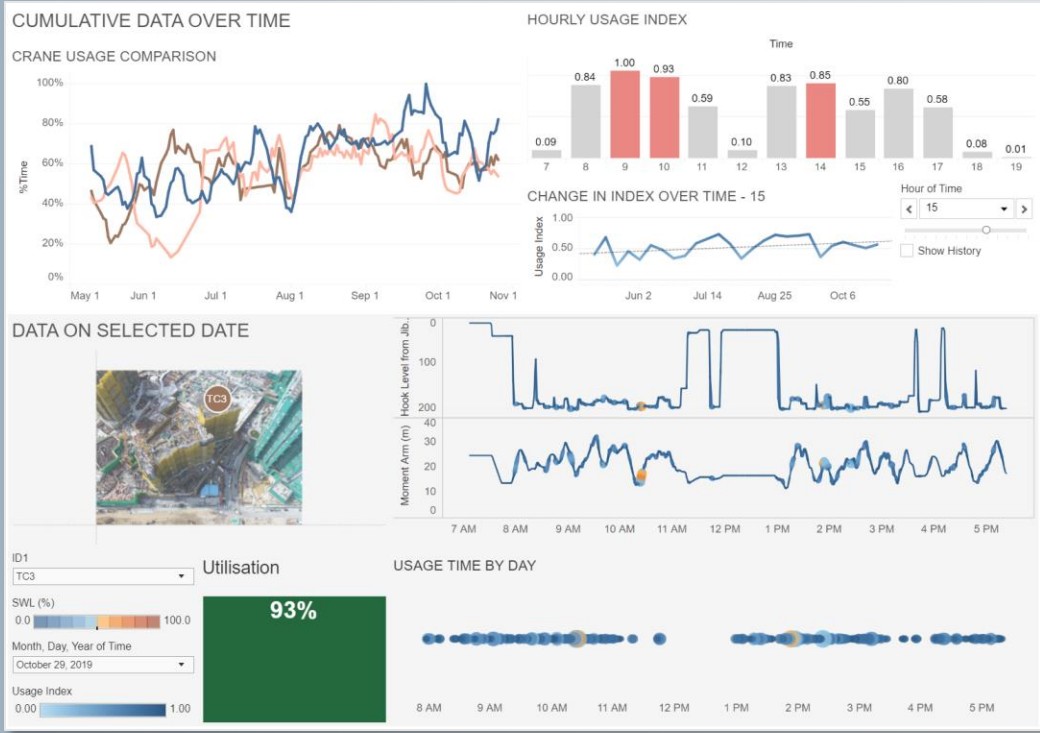 CUMULATIVE DATA OVER TIME
CRANE USAGE COMPARISON
100%
80%
60%
40%
20%
0%
%Time
May 1 Jun 1 Jul 1 Aug 1 Sep 1 Oct 1 Nov 1
HOURLY USAGE INDEX
Time
0.09 0.84 1.00 0.93 0.59 0.10 0.83 0.85 0.55 0.80 0.58 0.08 0.01
7 8 9 10 11 12 13 14 15 16 17 18 19
CHANGE IN INDEX OVER TIME - 15
Usage Index
1.00
0.50
0.00
Jun 2 Jul 14 Aug 25 Oct 6
Hour of Time
15
Show History
DATA ON SELECTED DATE
TC3
Hook Level from Jib..
0
100
200
Moment Arm (m)
40
30
20
10
0
7 AM 8 AM 9 AM 10 AM 11 AM 12 PM 1 PM 2 PM 3 PM 4 PM 5 PM
ID1
TC3
SWL (%)
0.0 100.0
Month, Day, Year of Time
October 29, 2019
Usage Index
0.00 1.00
Utilisation
93%
USAGE TIME BY DAY
8 AM 9 AM 10 AM 11 AM 12 PM 1 PM 2 PM 3 PM 4 PM 5 PM